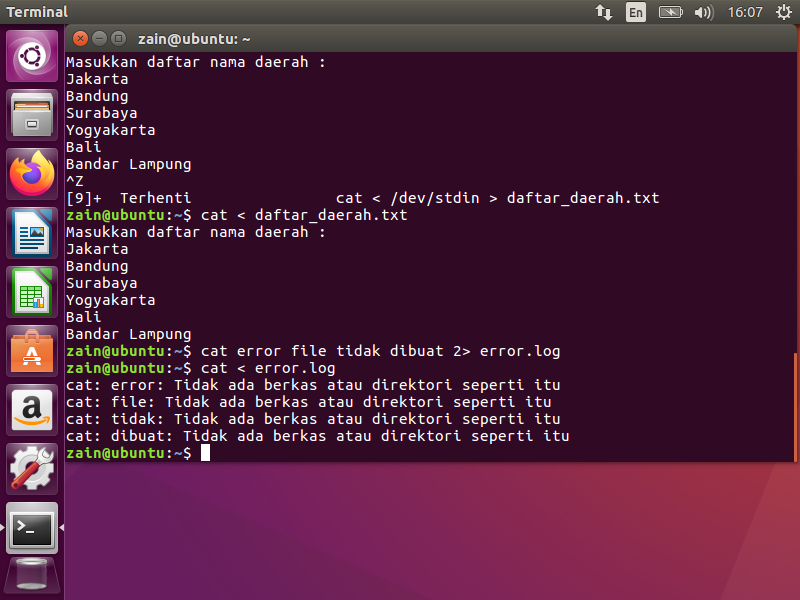 Terminal
En
16:07
zain@ubuntu: ~
Masukkan daftar nama daerah :
Jakarta
Bandung
Surabaya
Yogyakarta
Bali
Bandar Lampung
^Z
[9]+  Terhenti                cat < /dev/stdin > daftar_daerah.txt
zain@ubuntu:~$ cat < daftar_daerah.txt
Masukkan daftar nama daerah :
Jakarta
Bandung
Surabaya
Yogyakarta
Bali
Bandar Lampung
zain@ubuntu:~$ cat error file tidak dibuat 2> error.log
zain@ubuntu:~$ cat < error.log
cat: error: Tidak ada berkas atau direktori seperti itu
cat: file: Tidak ada berkas atau direktori seperti itu
cat: tidak: Tidak ada berkas atau direktori seperti itu
cat: dibuat: Tidak ada berkas atau direktori seperti itu
zain@ubuntu:~$